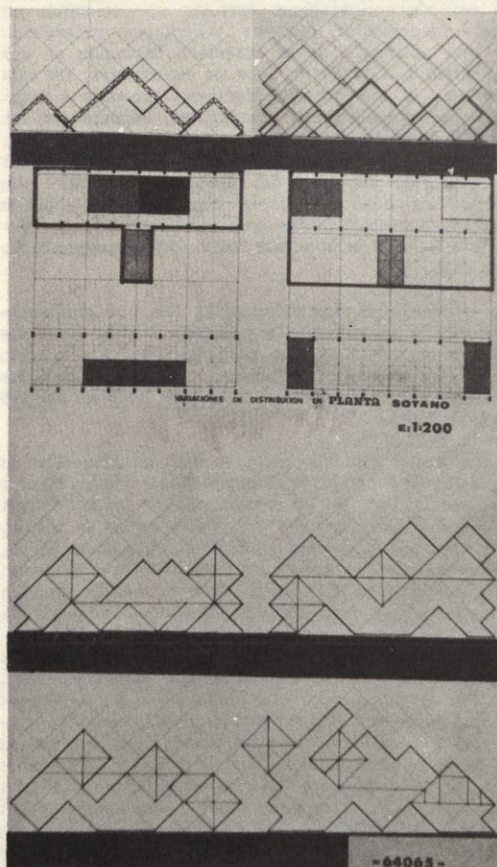 VARIACIONES DE DISTRIBUCION DE PLANTA SOTANO
E:1:200
-64065-